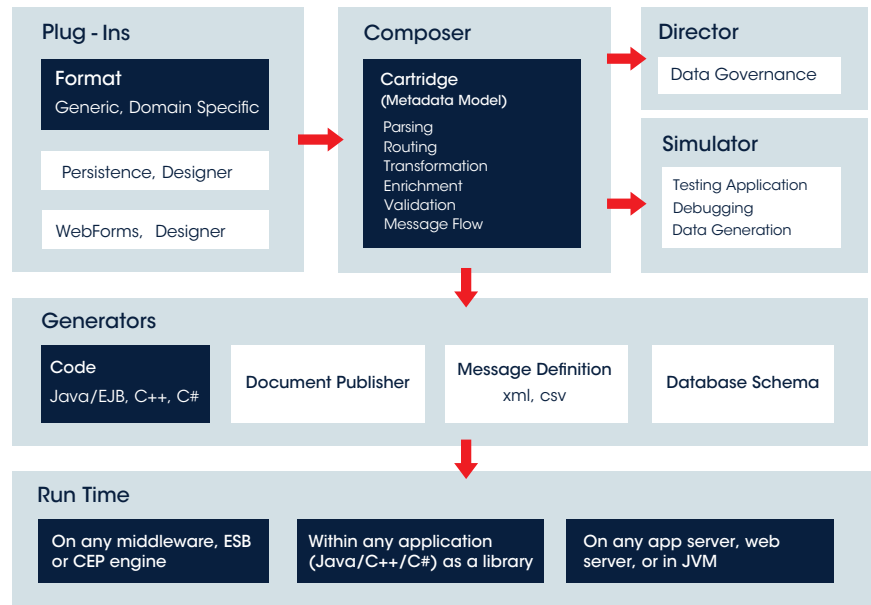 Plug - Ins
Format
Generic, Domain Specific
Persistence, Designer
WebForms, Designer
Composer
Cartridge
(Metadata Model)
Parsing
Routing
Transformation
Enrichment
Validation
Message Flow
Director
Data Governance
Simulator
Testing Application
Debugging
Data Generation
Generators
Code
Java/EJB, C++, C#
Document Publisher
Message Definition
xml, csv
Database Schema
Run Time
On any middleware, ESB
or CEP engine
Within any application
(Java/C++/C#) as a library
On any app server, web
server, or in JVM